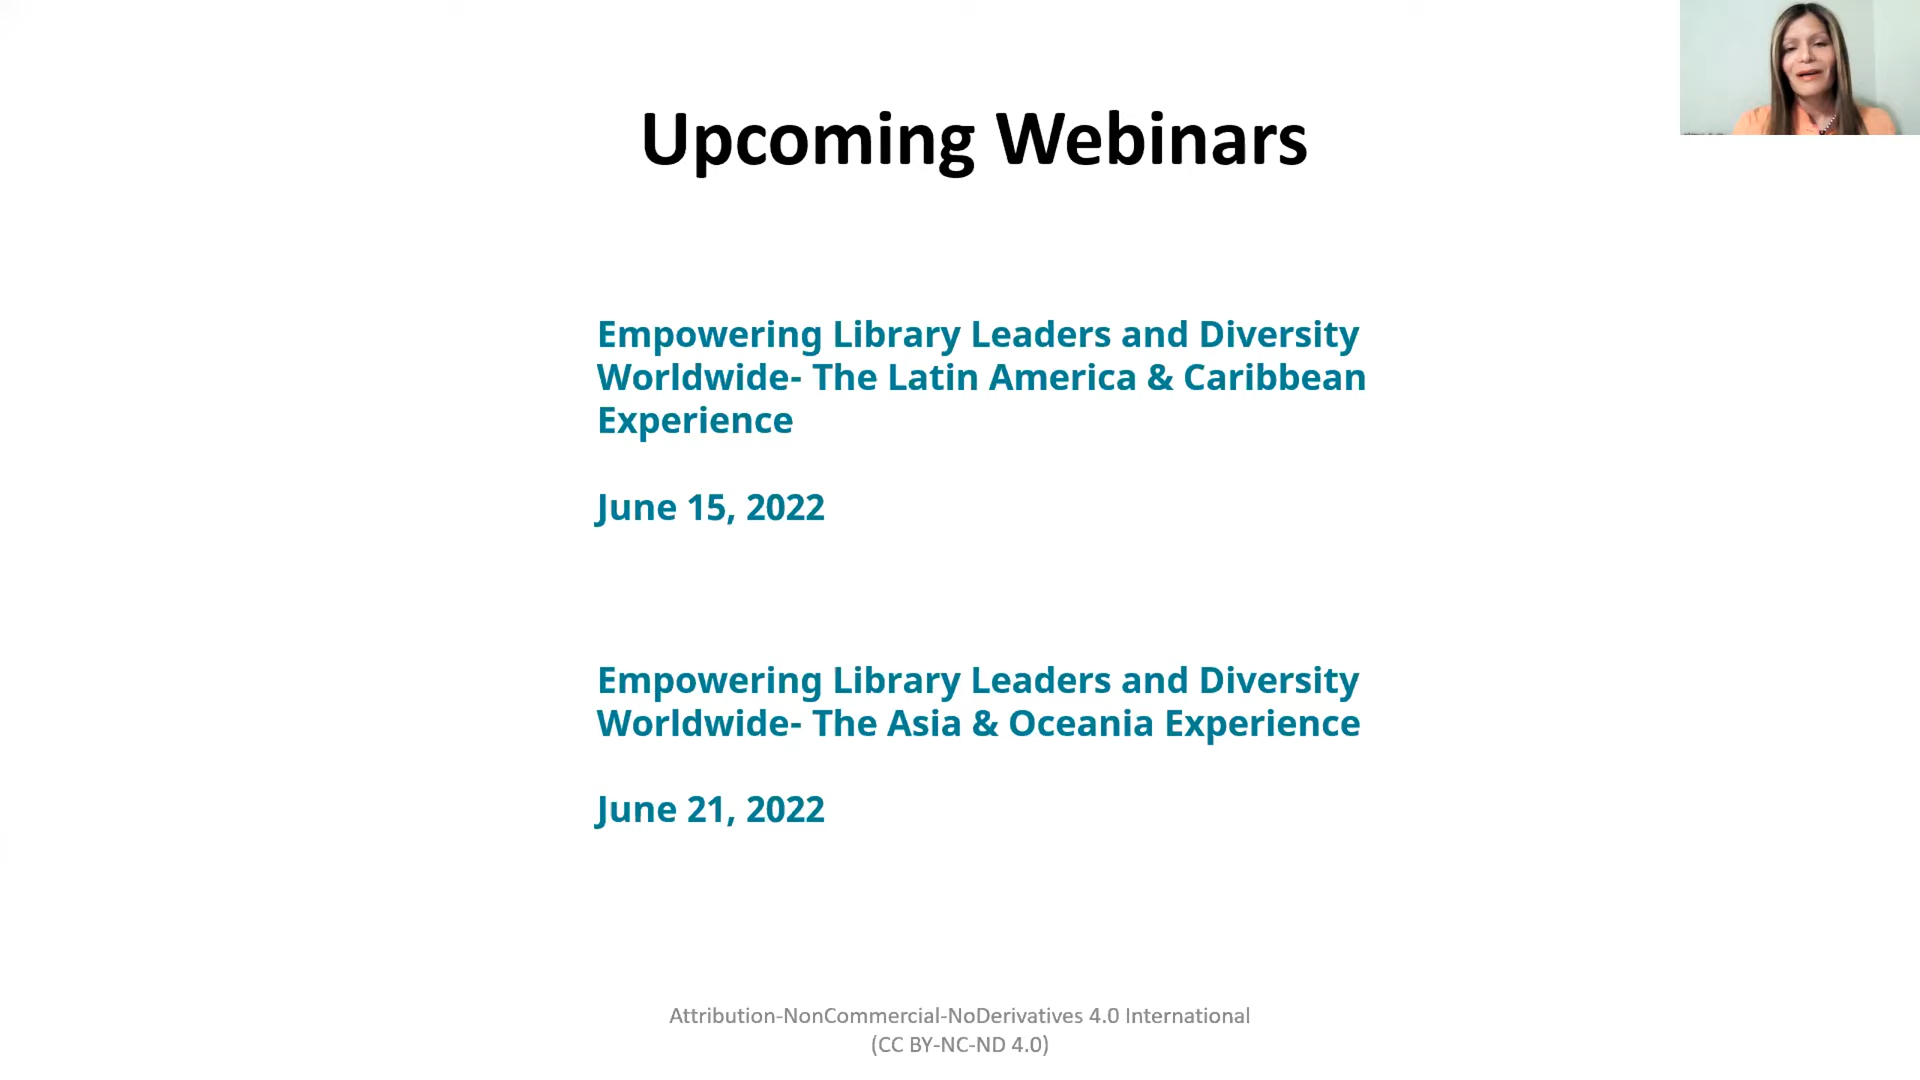 Upcoming Webinars
Empowering Library Leaders and Diversity
Worldwide- The Latin America & Caribbean
Experience
June 15, 2022
Empowering Library Leaders and Diversity
Worldwide- The Asia & Oceania Experience
June 21, 2022
Attribution-NonCommercial-NoDerivatives 4.0 International
(CC BY-NC-ND 4.0)